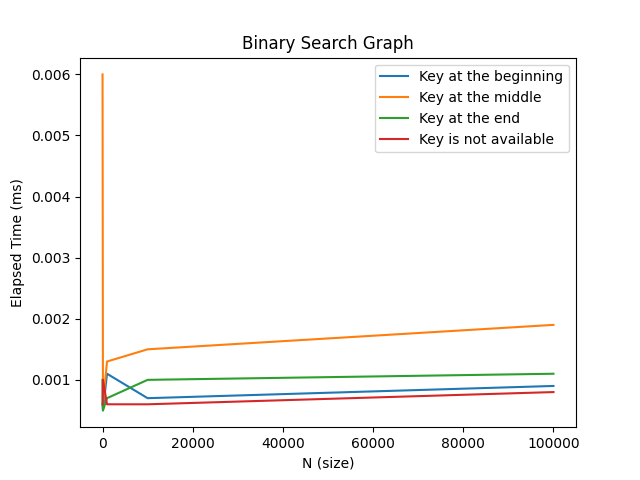 Binary Search Graph
Key at the beginning
Key at the middle
Key at the end
Key is not available
Elapsed Time (ms)
0.006
0.005
0.004
0.003
0.002
0.001
0
20000
40000
60000
80000
100000
N (size)